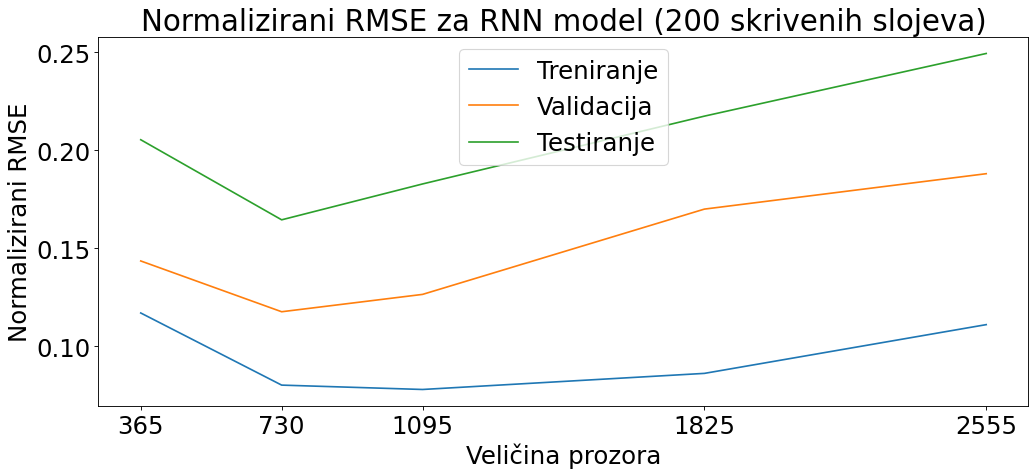 Normalizirani RMSE za RNN model (200 skrivenih slojeva)
Normalizirani RMSE
0.25
0.20
0.15
0.10
Treniranje
Validacija
Testiranje
365 730 1095 1825 2555
Veličina prozora